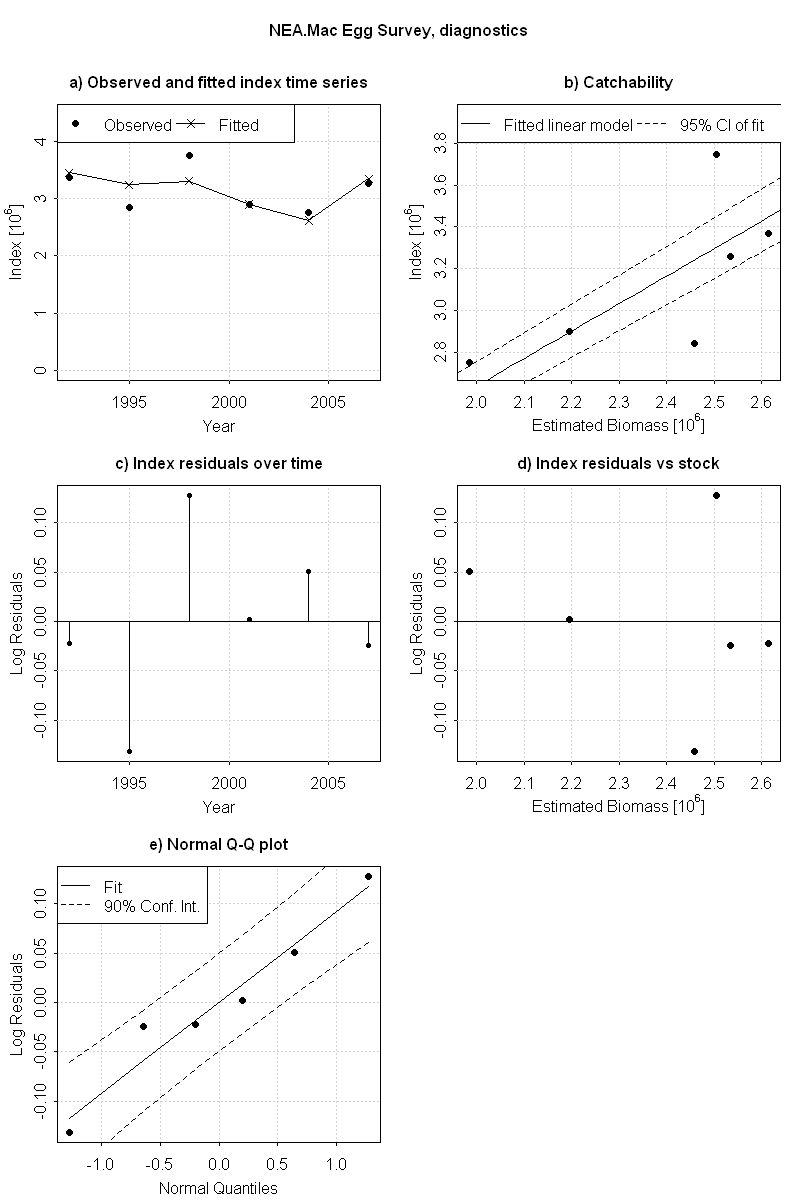 NEA.Mac Egg Survey, diagnostics
a) Observed and fitted index time series
Observed
Fitted
4
3
2
1
0
Index [10^6]
1995
2000
2005
Year
b) Catchability
Fitted linear model
95% CI of fit
3.8
3.6
3.4
3.2
3.0
2.8
Index [10^6]
2.0
2.1
2.2
2.3
2.4
2.5
2.6
Estimated Biomass [10^6]
c) Index residuals over time
0.10
0.05
0.00
-0.05
-0.10
Log Residuals
1995
2000
2005
Year
d) Index residuals vs stock
0.10
0.05
0.00
-0.05
-0.10
Log Residuals
2.0
2.1
2.2
2.3
2.4
2.5
2.6
Estimated Biomass [10^6]
e) Normal Q-Q plot
Fit
90% Conf. Int.
0.10
0.05
0.00
-0.05
-0.10
Log Residuals
-1.0
-0.5
0.0
0.5
1.0
Normal Quantiles